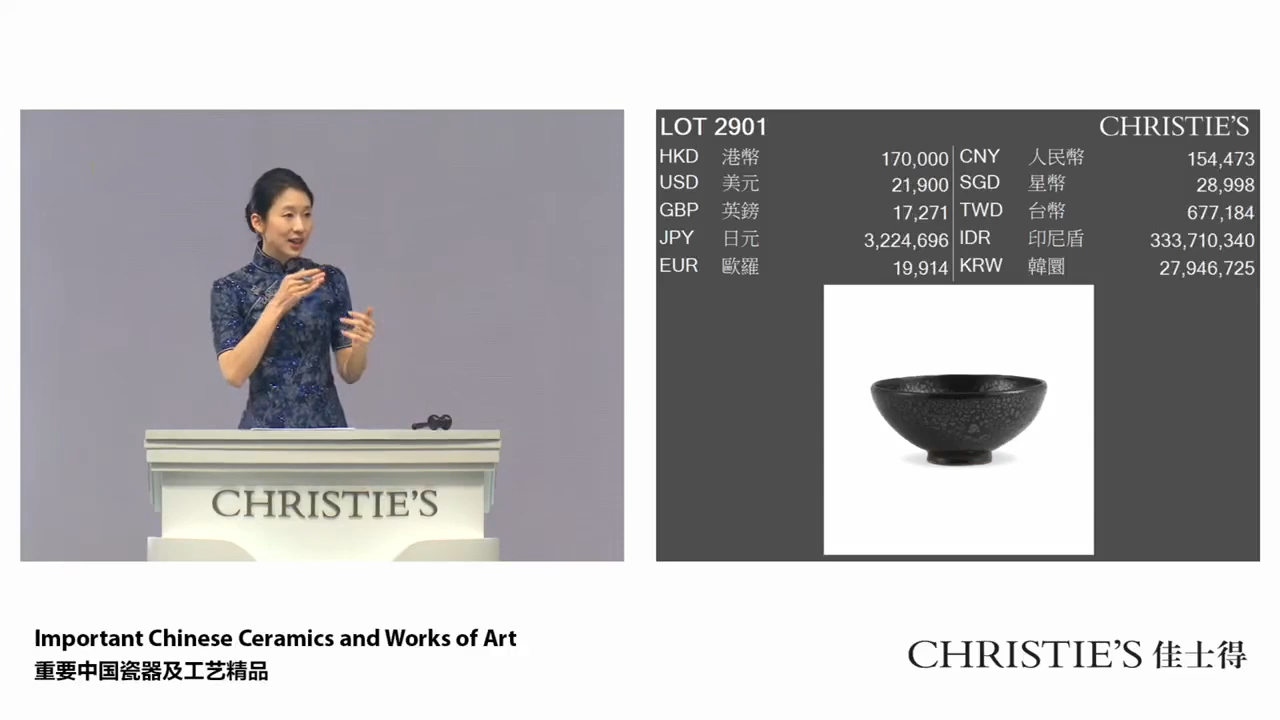 LOT 2901 CHRISTIE'S
HKD 港幣 170,000 CNY 人民幣 154,473
USD 美元 21,900 SGD 星幣 28,998
GBP 英鎊 17,271 TWD 台幣 677,184
JPY 日元 3,224,696 IDR 印尼盾 333,710,340
EUR 歐羅 19,914 KRW 韓圜 27,946,725
CHRISTIE'S
Important Chinese Ceramics and Works of Art
重要中国瓷器及工艺精品
CHRISTIE'S 佳士得